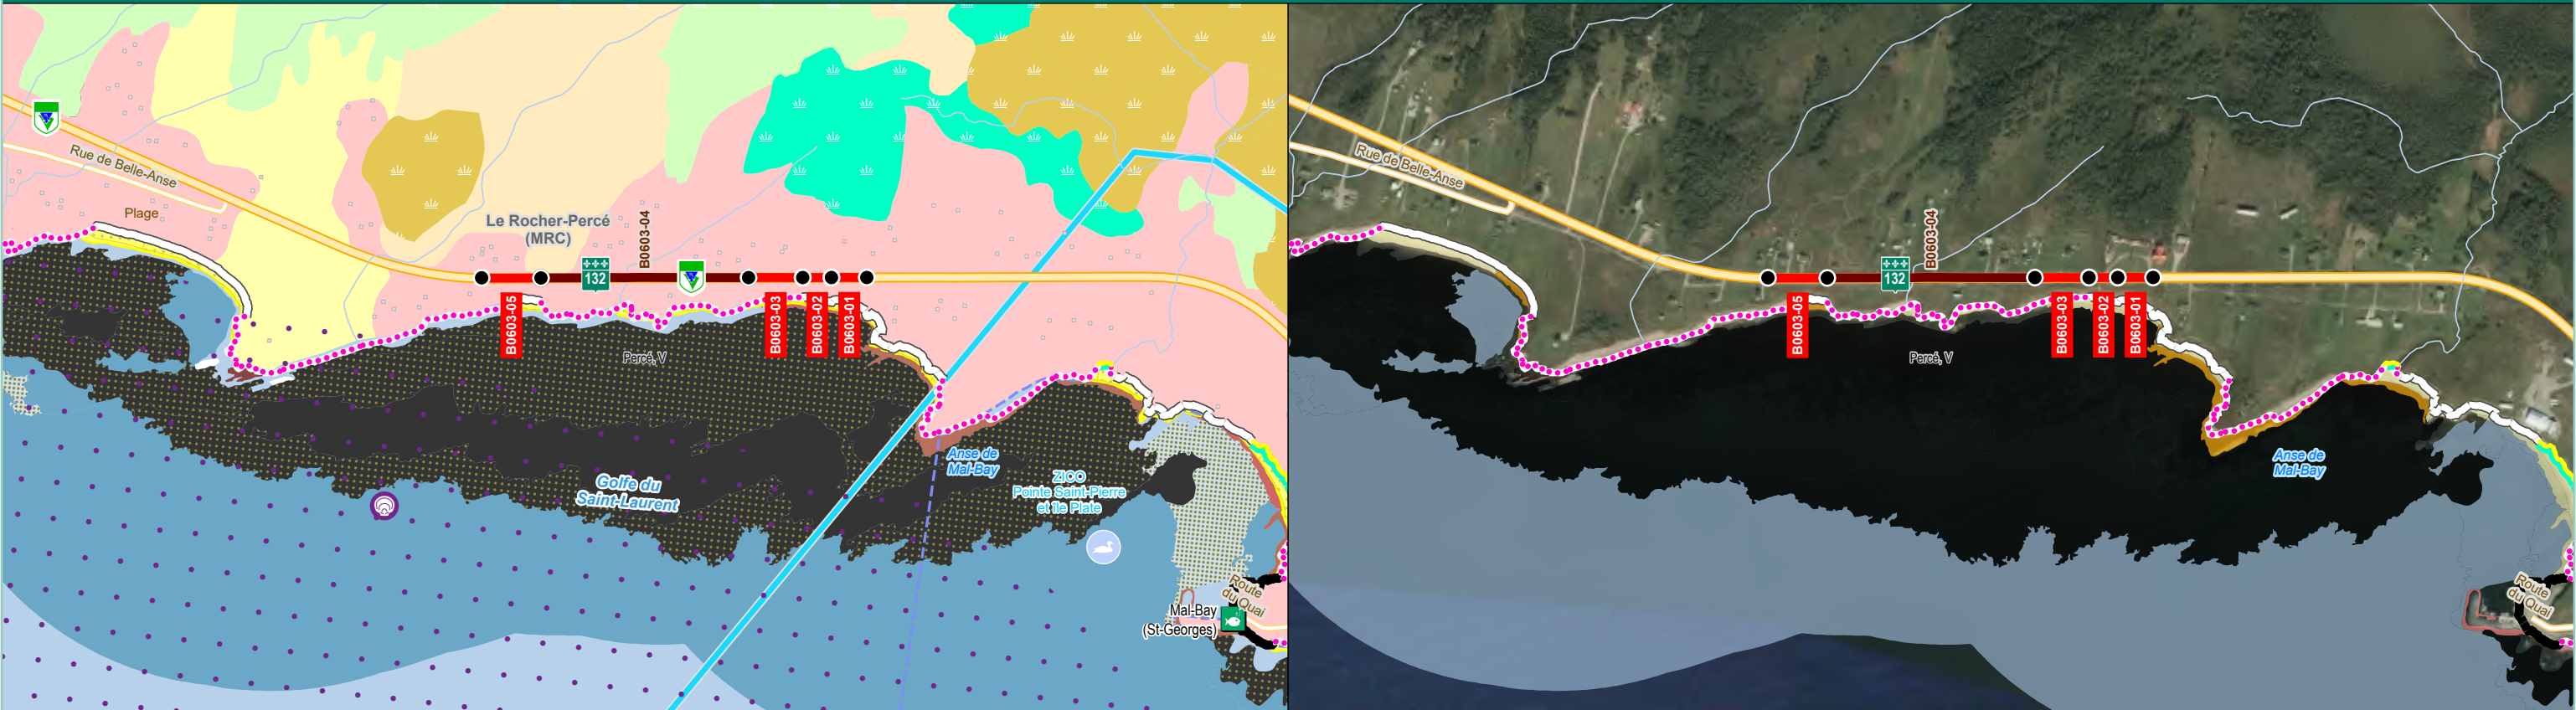 Rue de Belle-Anse
Plage
Le Rocher-Percé
(MRC)
B0603-04
132
B0603-05
B0603-03
B0603-02
B0603-01
Percé, V
Golfe du
Saint-Laurent
Anse de
Mal-Bay
ZICO
Pointe Saint-Pierre
et île Plate
Route
du Quai
Mal-Bay
(St-Georges)
Rue de Belle-Anse
B0603-04
132
B0603-05
B0603-03
B0603-02
B0603-01
Percé, V
Anse de
Mal-Bay
Route
du Quai